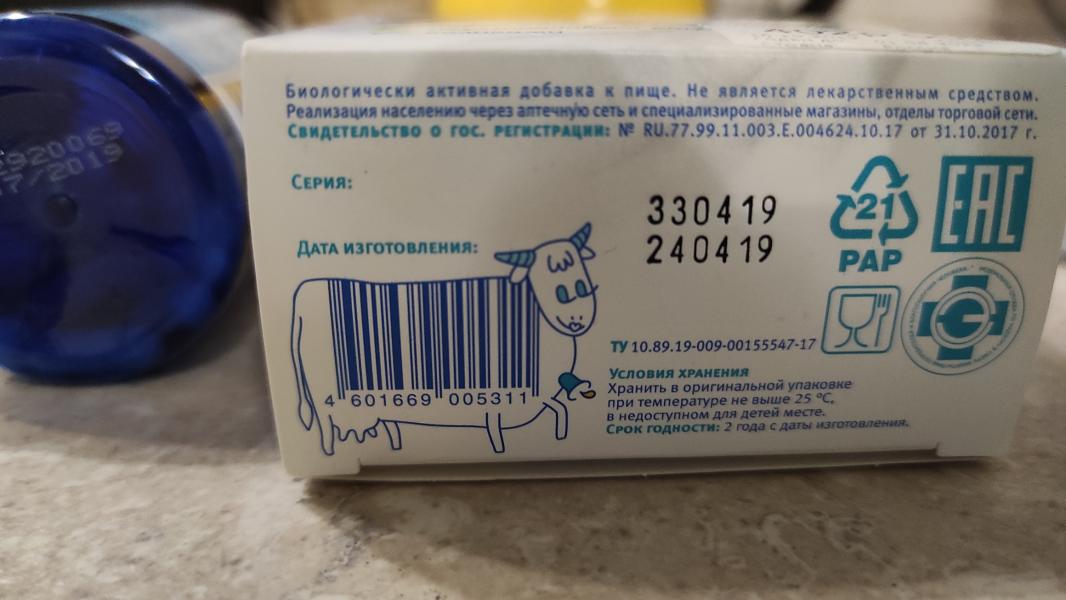 Биологически активная добавка к пище. Не является лекарственным средством.
Реализация населению через аптечную сеть и специализированные магазины, отделы торговой сети.
Свидетельство о гос. регистрации: № RU.77.99.11.003.Е.004624.10.17 от 31.10.2017 г.
Серия:
330419
Дата изготовления:
240419
21
PAP
EAC
4 601669 005311
ТУ 10.89.19-009-00155547-17
Условия хранения
Хранить в оригинальной упаковке
при температуре не выше 25 °С,
в недоступном для детей месте.
Срок годности: 2 года с даты изготовления.
920069
7/2019